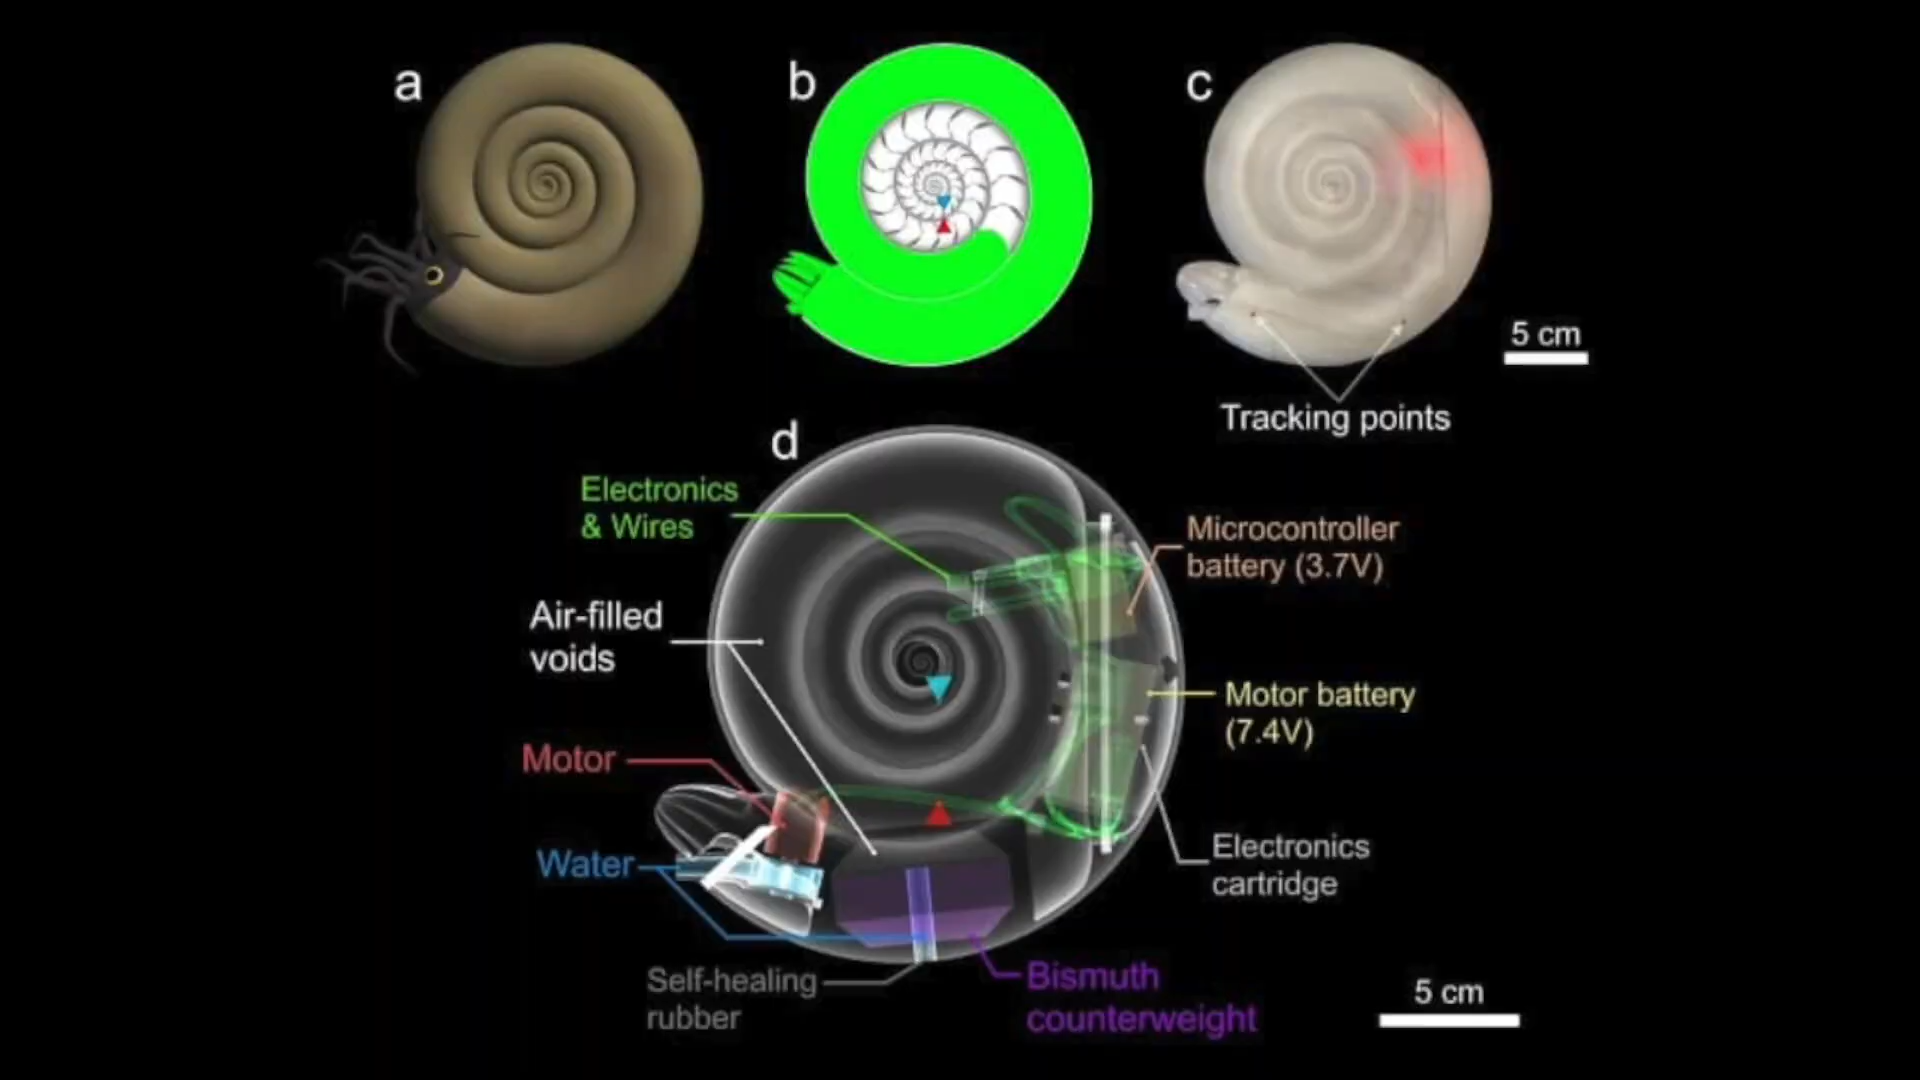 a
b
c
5 cm
Tracking points
d
Electronics
& Wires
Microcontroller
battery (3.7V)
Air-filled
voids
Motor battery
(7.4V)
Motor
Water
Electronics
cartridge
Self-healing
rubber
Bismuth
counterweight
5 cm